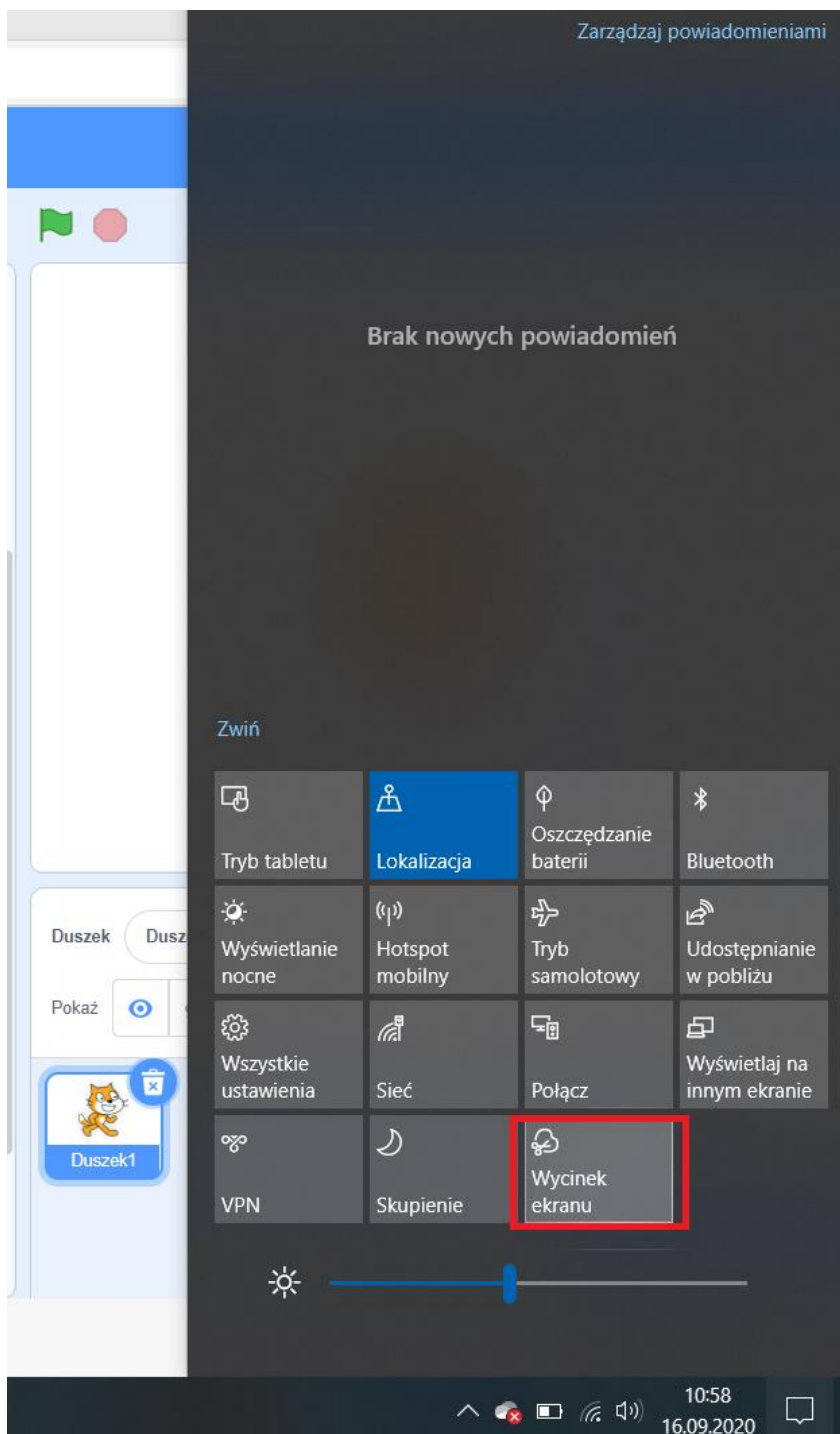 Zarządzaj powiadomieniami
Brak nowych powiadomień
Zwiń
Tryb tabletu
Lokalizacja
Oszczędzanie
baterii
Bluetooth
Wyświetlanie
nocne
Hotspot
mobilny
Tryb
samolotowy
Udostępnianie
w pobliżu
Wszystkie
ustawienia
Sieć
Połącz
Wyświetlaj na
innym ekranie
VPN
Skupienie
Wycinek
ekranu
Duszek
Dusz
Pokaż
Duszek1
10:58
16.09.2020